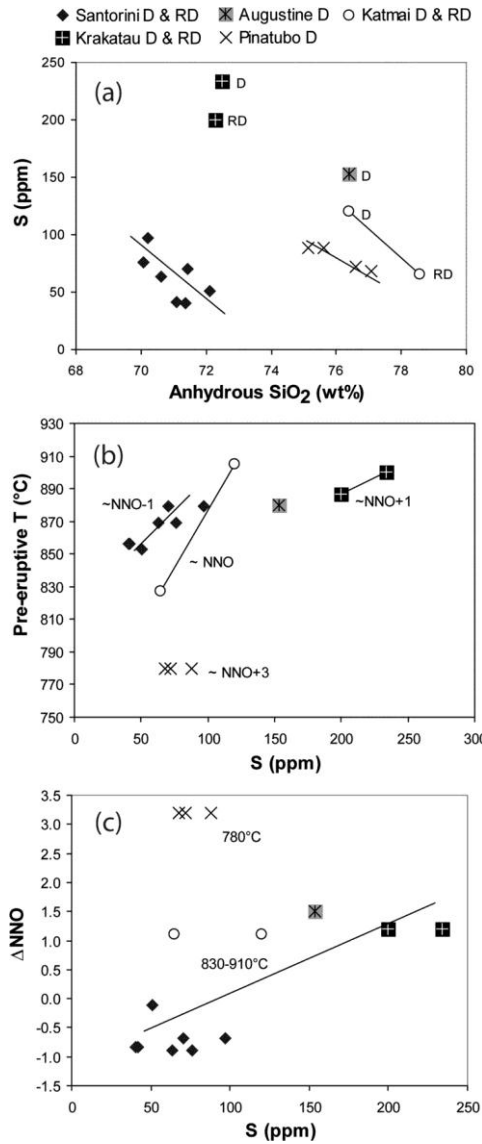 Santorini D & RD Augustine D Katmai D & RD
Krakatau D & RD Pinatubo D
(a)
250
200
150
100
50
0
S (ppm)
D
RD
D
D
RD
68 70 72 74 76 78 80
Anhydrous SiO₂ (wt%)
(b)
930
910
890
870
850
830
810
790
770
750
Pre-eruptive T (°C)
~NNO-1
~NNO+1
~ NNO
~ NNO+3
0 50 100 150 200 250 300
S (ppm)
(c)
3.5
3.0
2.5
2.0
1.5
1.0
0.5
0.0
-0.5
-1.0
-1.5
ΔNNO
780°C
830-910°C
0 50 100 150 200 250
S (ppm)